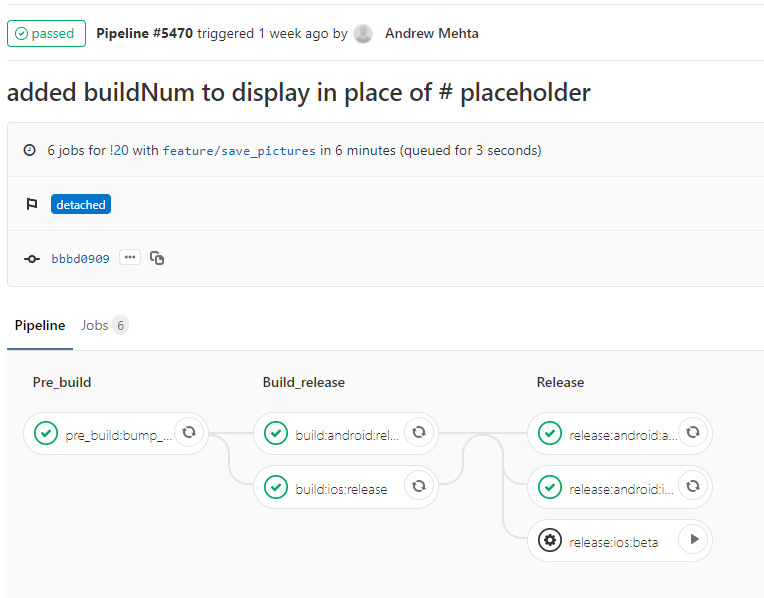 passed Pipeline #5470 triggered 1 week ago by Andrew Mehta
added buildNum to display in place of # placeholder
6 jobs for !20 with feature/save_pictures in 6 minutes (queued for 3 seconds)
detached
bbbd0909 ...
Pipeline Jobs 6
Pre_build Build_release Release
pre_build:bump_... build:android:rel... release:android:a...
build:ios:release release:android:i...
release:ios:beta